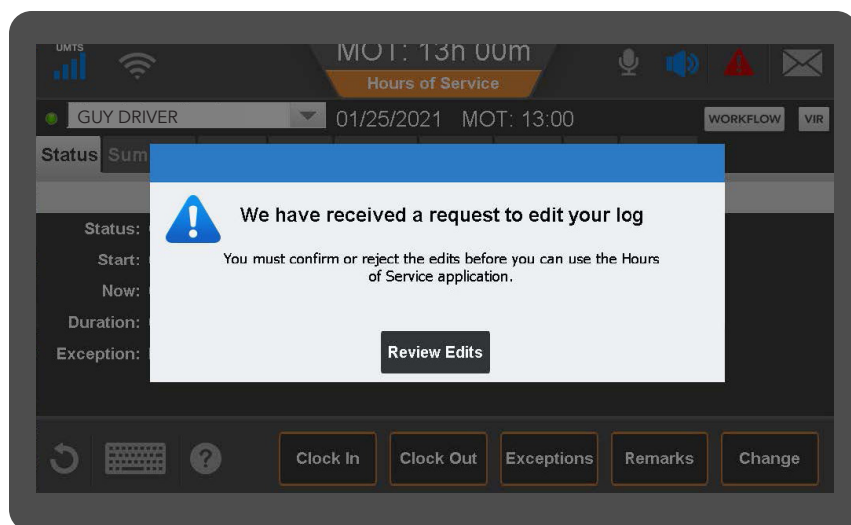 UMTS
MOT: 13h 00m
Hours of Service
GUY DRIVER
01/25/2021 MOT: 13:00
WORKFLOW
VIR
Status
Sum
We have received a request to edit your log
You must confirm or reject the edits before you can use the Hours
of Service application.
Status:
Start:
Now:
Duration:
Exception:
Review Edits
?
Clock In
Clock Out
Exceptions
Remarks
Change